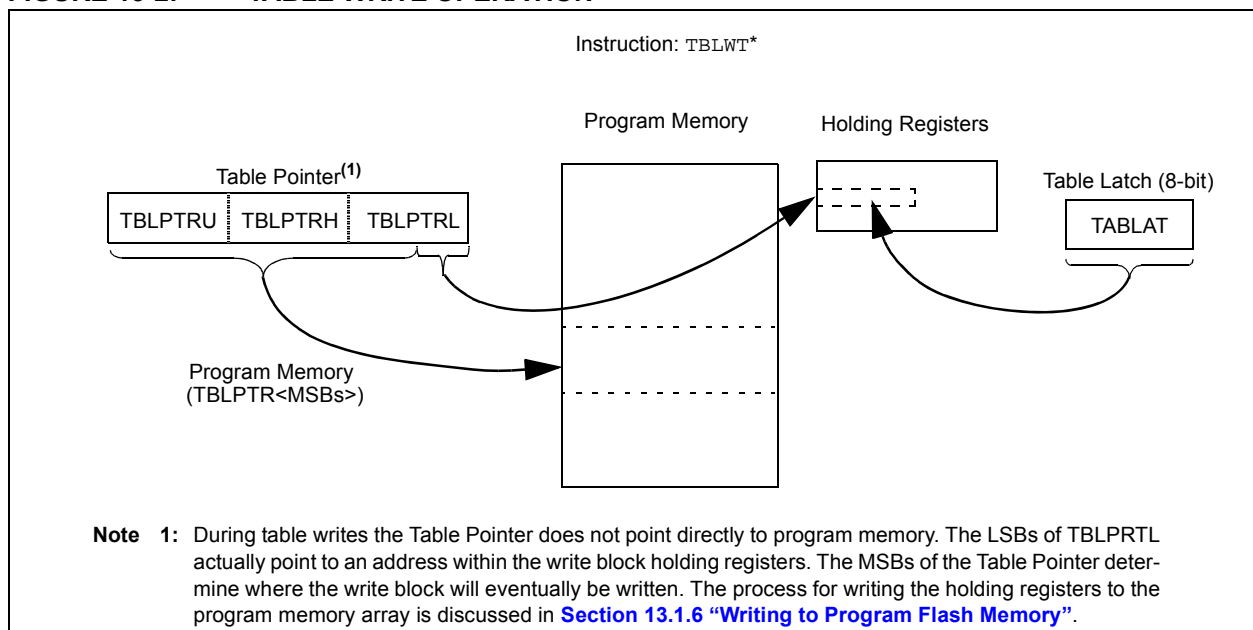 Instruction: TBLWT*
Program Memory
Holding Registers
Table Pointer(1)
Table Latch (8-bit)
TBLPTRU TBLPTRH TBLPTRL
TABLAT
Program Memory
(TBLPTR<MSBs>)
Note 1: During table writes the Table Pointer does not point directly to program memory. The LSBs of TBLPRTL
actually point to an address within the write block holding registers. The MSBs of the Table Pointer deter-
mine where the write block will eventually be written. The process for writing the holding registers to the
program memory array is discussed in Section 13.1.6 “Writing to Program Flash Memory”.